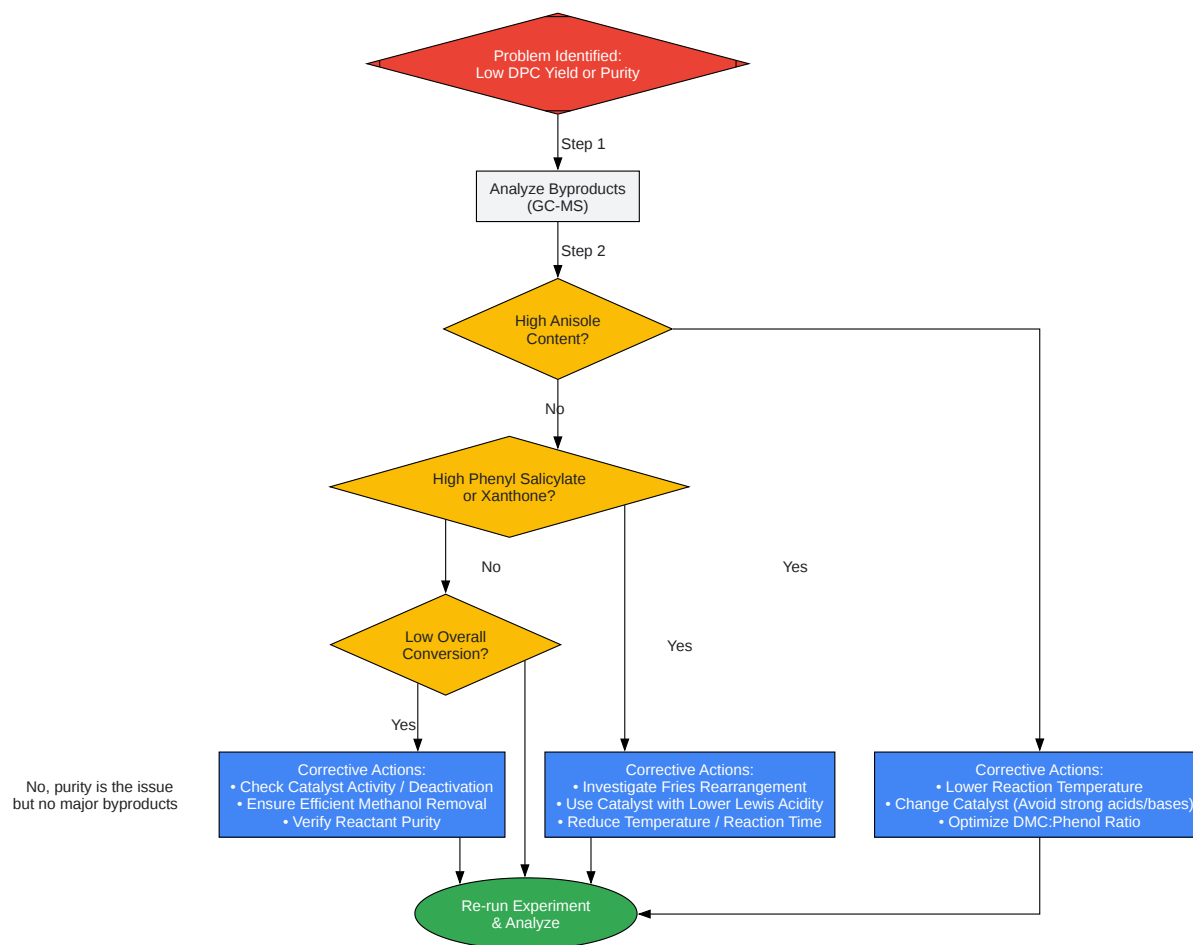 Problem Identified:
Low DPC Yield or Purity
Step 1
Analyze Byproducts
(GC-MS)
Step 2
High Anisole
Content?
No
High Phenyl Salicylate
or Xanthone?
No
Yes
Low Overall
Conversion?
Yes
Yes
No, purity is the issue
but no major byproducts
Corrective Actions:
• Check Catalyst Activity / Deactivation
• Ensure Efficient Methanol Removal
• Verify Reactant Purity
Corrective Actions:
• Investigate Fries Rearrangement
• Use Catalyst with Lower Lewis Acidity
• Reduce Temperature / Reaction Time
Corrective Actions:
• Lower Reaction Temperature
• Change Catalyst (Avoid strong acids/bases)
• Optimize DMC:Phenol Ratio
Re-run Experiment
& Analyze